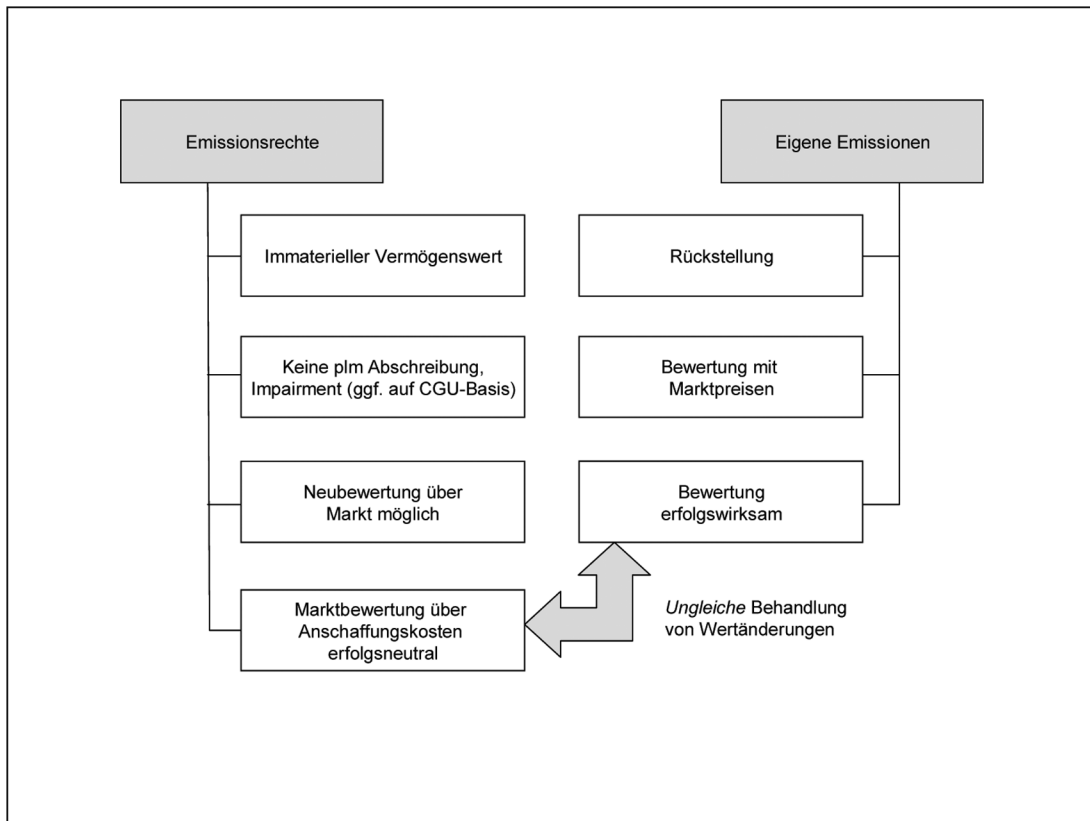 Emissionsrechte
Immaterieller Vermögenswert
Keine plm Abschreibung,
Impairment (ggf. auf CGU-Basis)
Neubewertung über
Markt möglich
Marktbewertung über
Anschaffungskosten
erfolgsneutral
Eigene Emissionen
Rückstellung
Bewertung mit
Marktpreisen
Bewertung
erfolgswirksam
Ungleiche Behandlung
von Wertänderungen